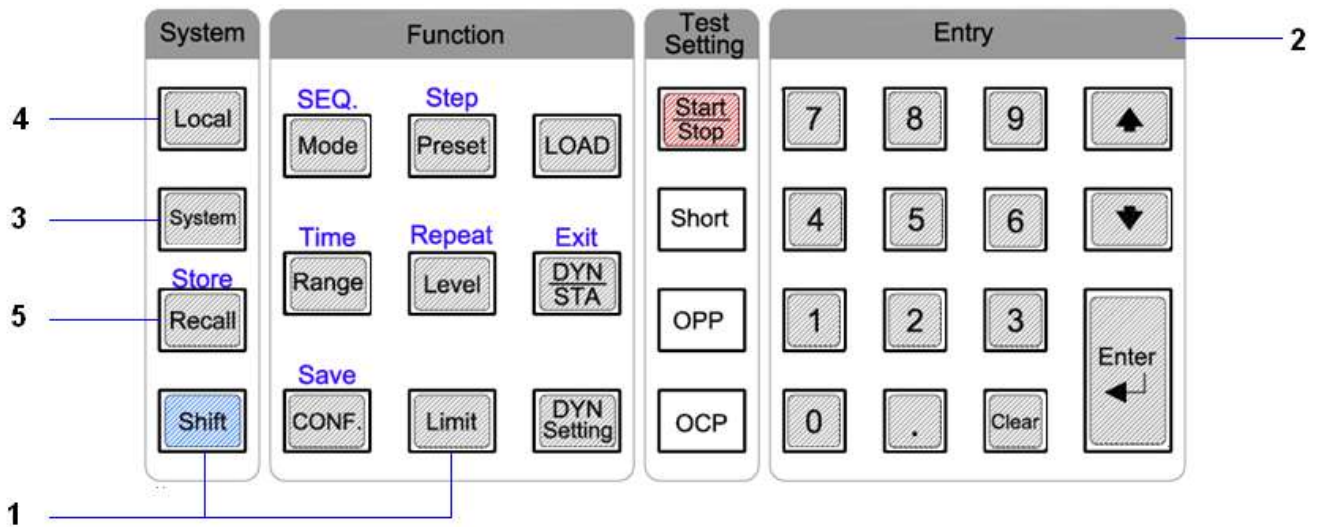 System
Function
Test
Setting
Entry
2
4
Local
SEQ.
Mode
Step
Preset
LOAD
Start
Stop
7
8
9
3
System
Time
Range
Repeat
Level
Exit
DYN
STA
Short
4
5
6
5
Store
Recall
OPP
1
2
3
Enter
Shift
Save
CONF.
Limit
DYN
Setting
OCP
0
.
Clear
1